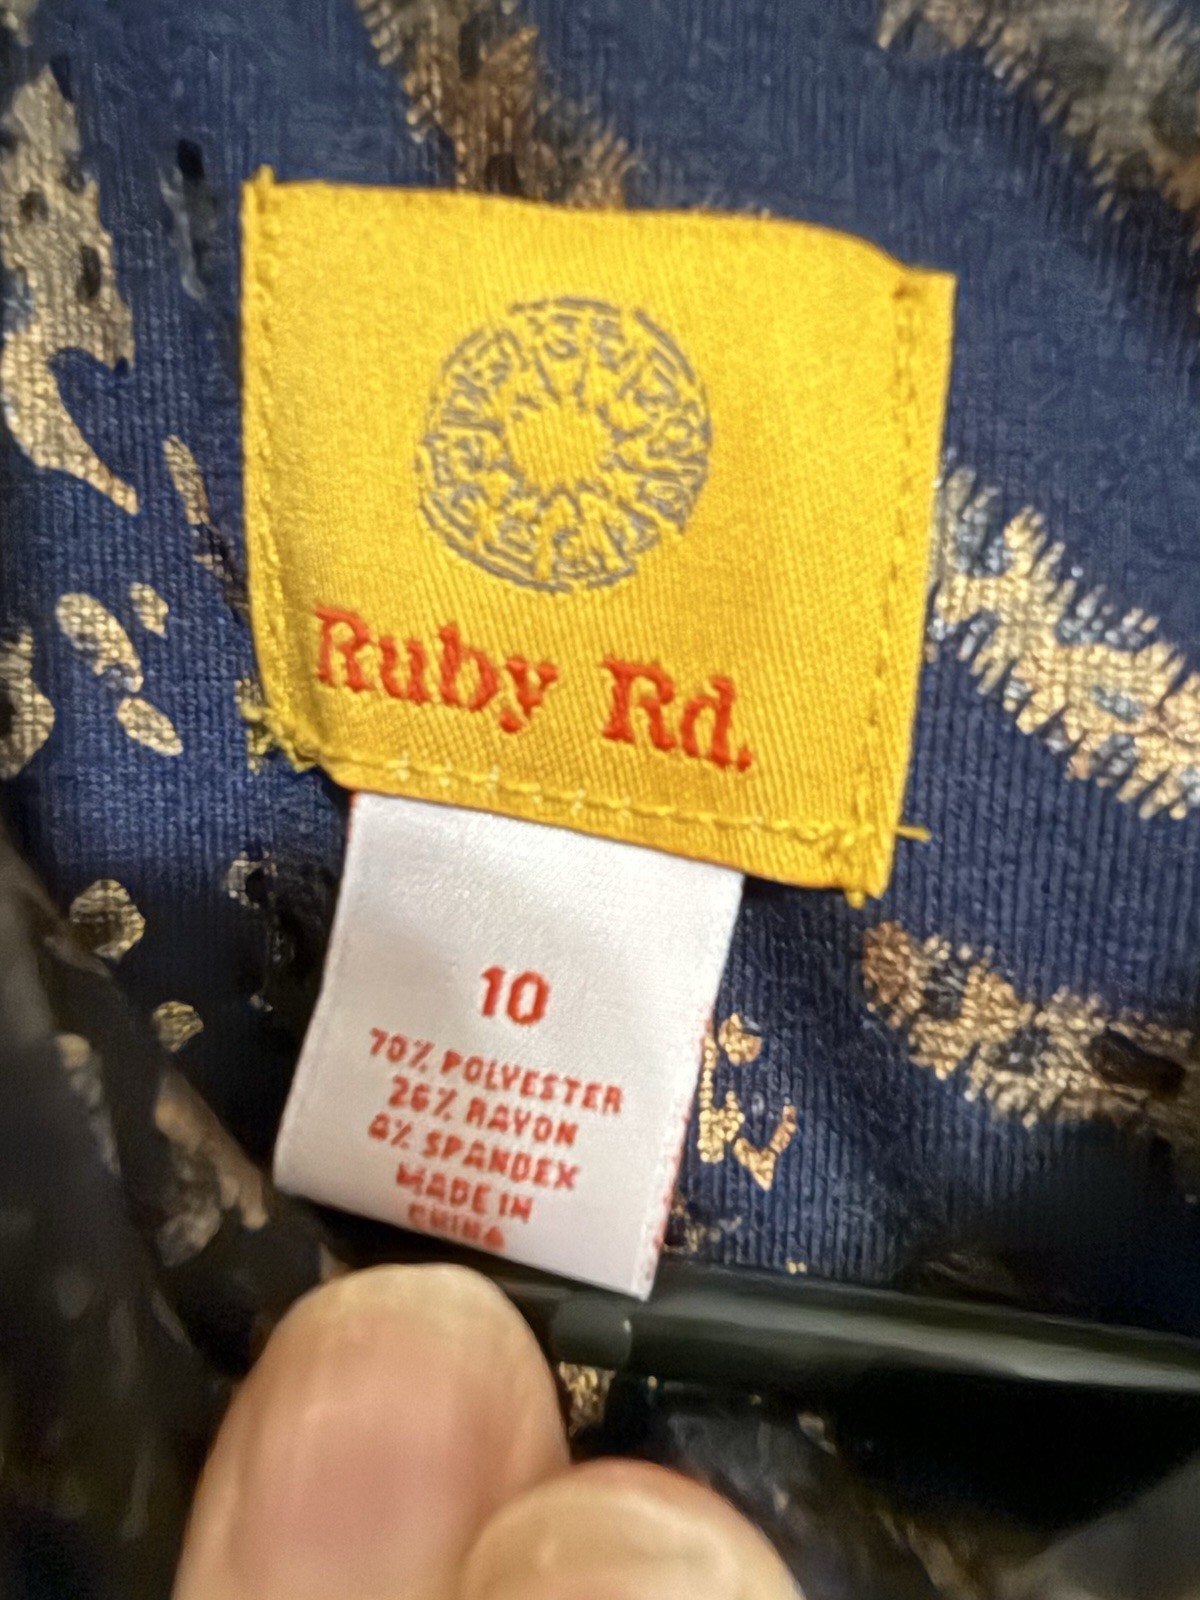 Ruby Rd.
10
70% POLYESTER
26% RAYON
4% SPANDEX
MADE IN
CHINA